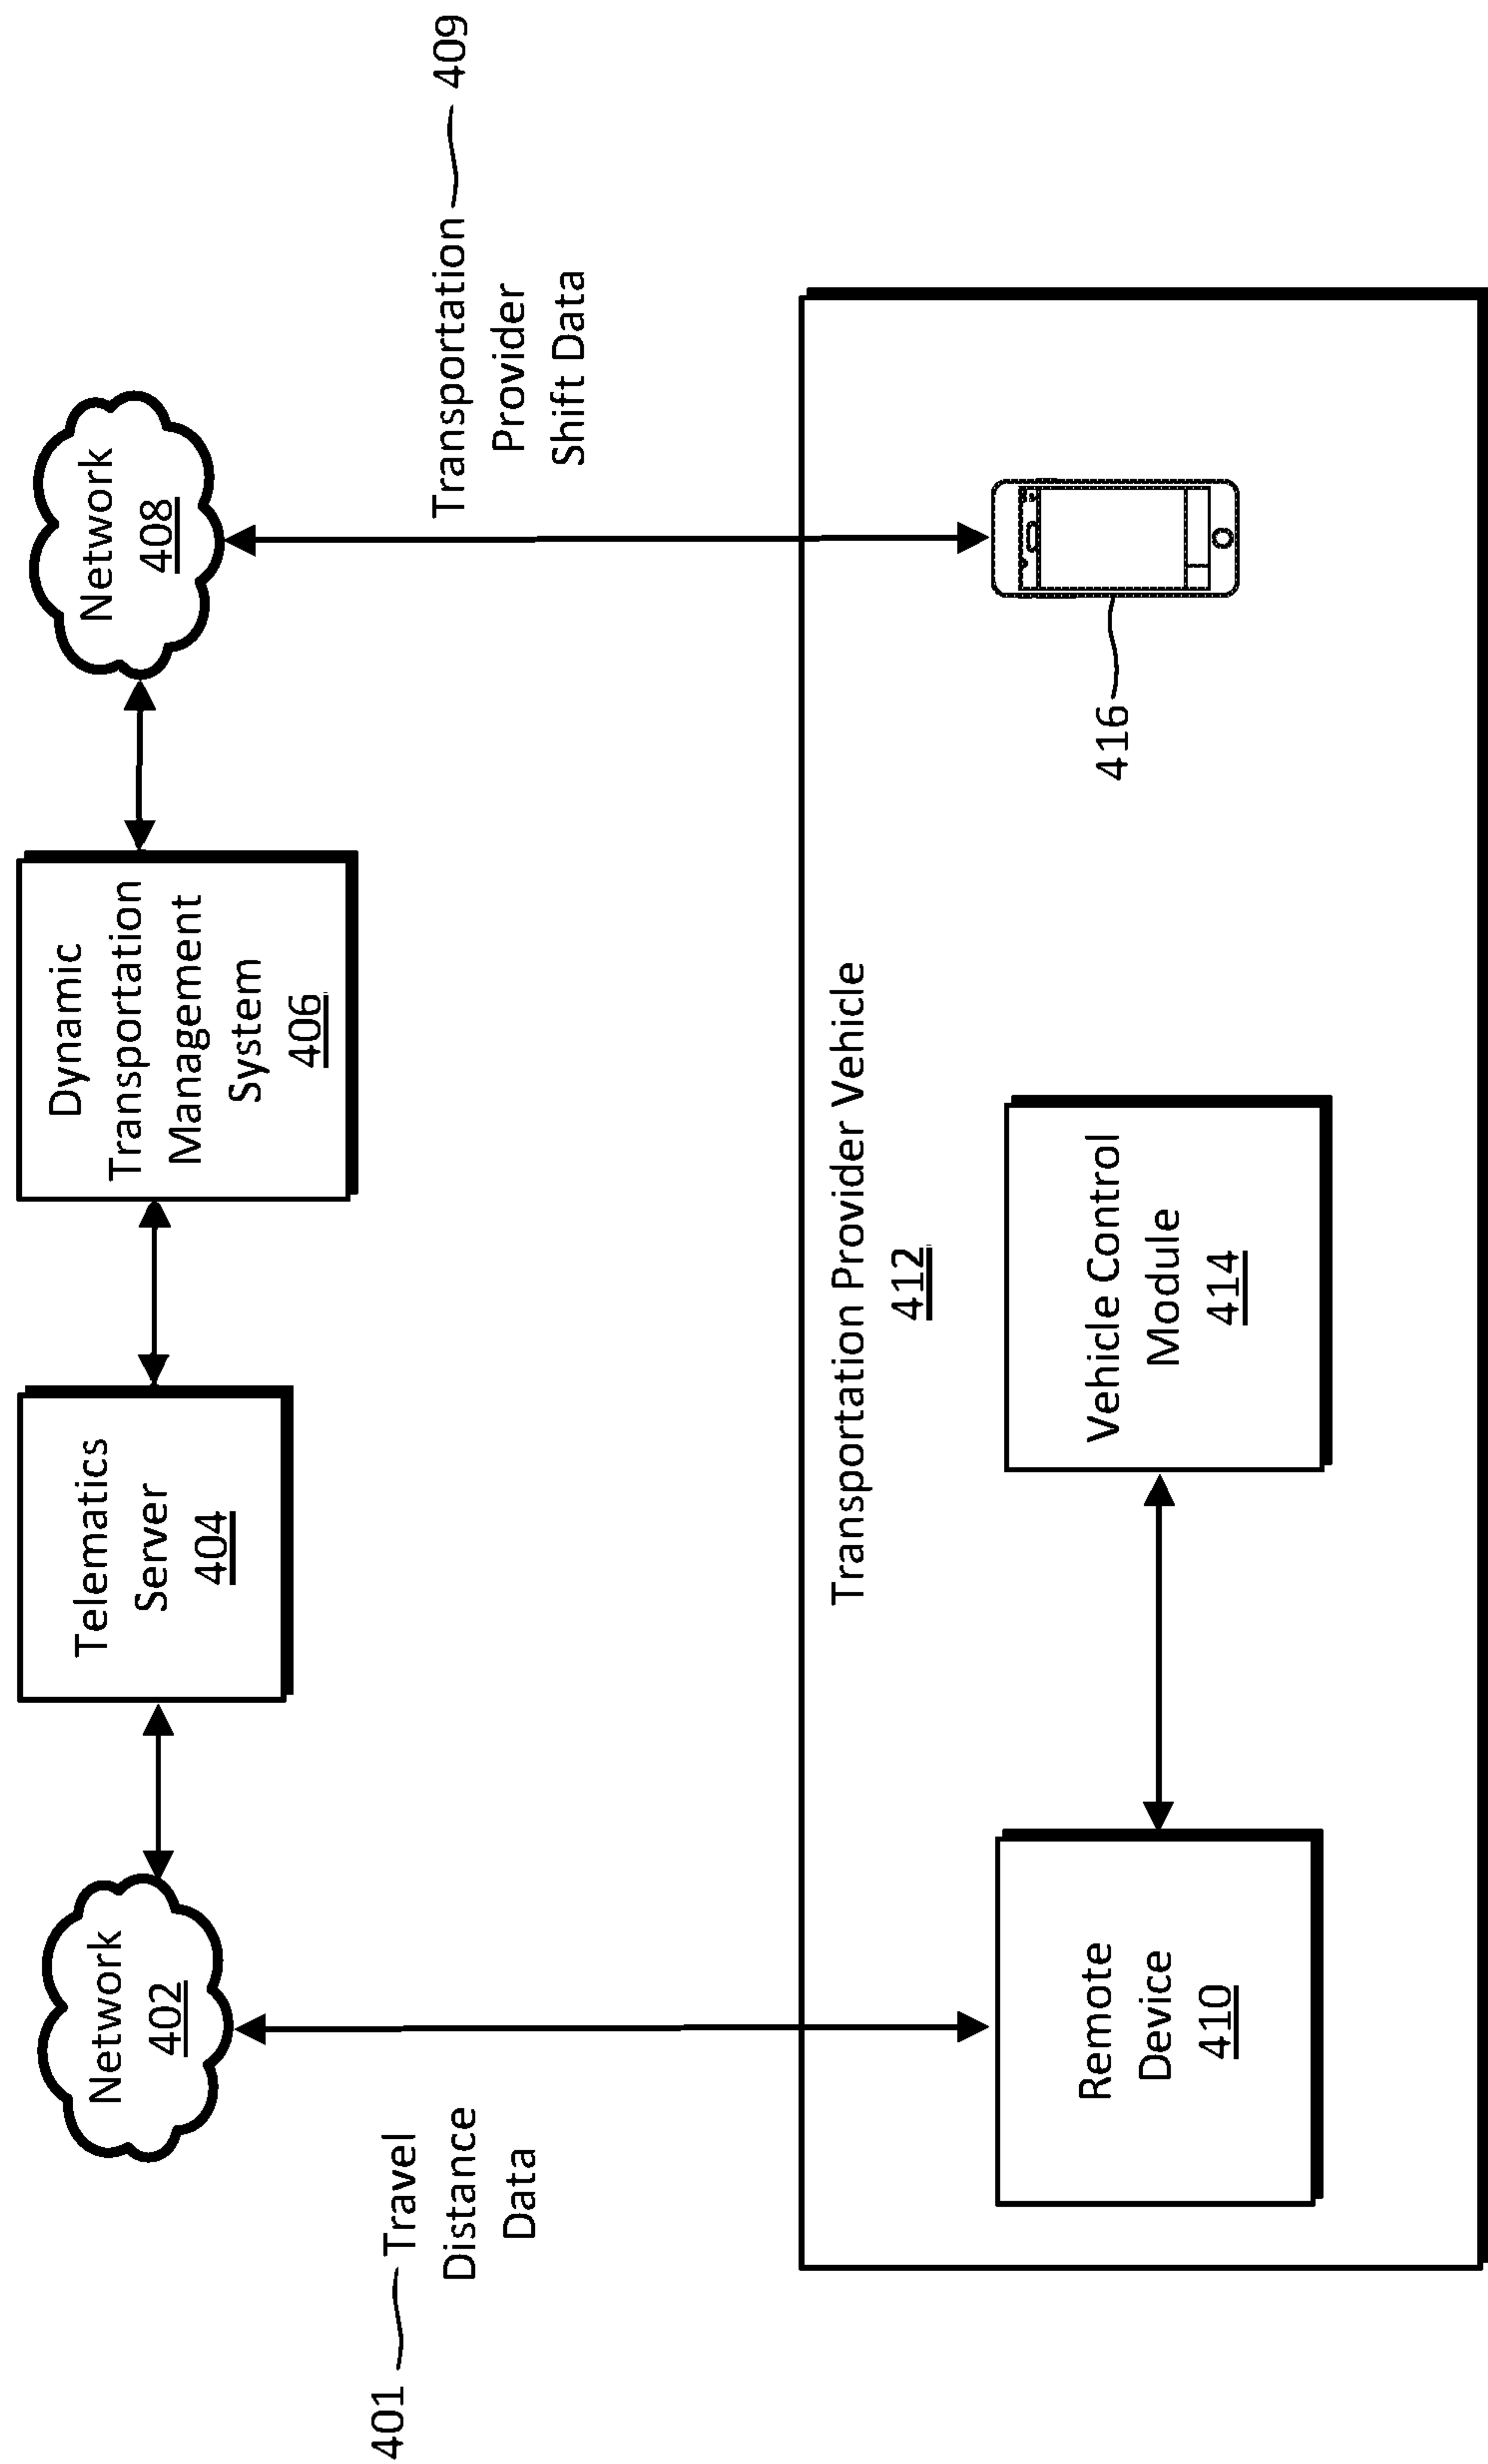 Network
402
Telematics
Server
404
Dynamic
Transportation
Management
System
406
Network
408
401
Travel
Distance
Data
Transportation
Provider
Shift Data
409
Transportation Provider Vehicle
412
Remote
Device
410
Vehicle Control
Module
414
416